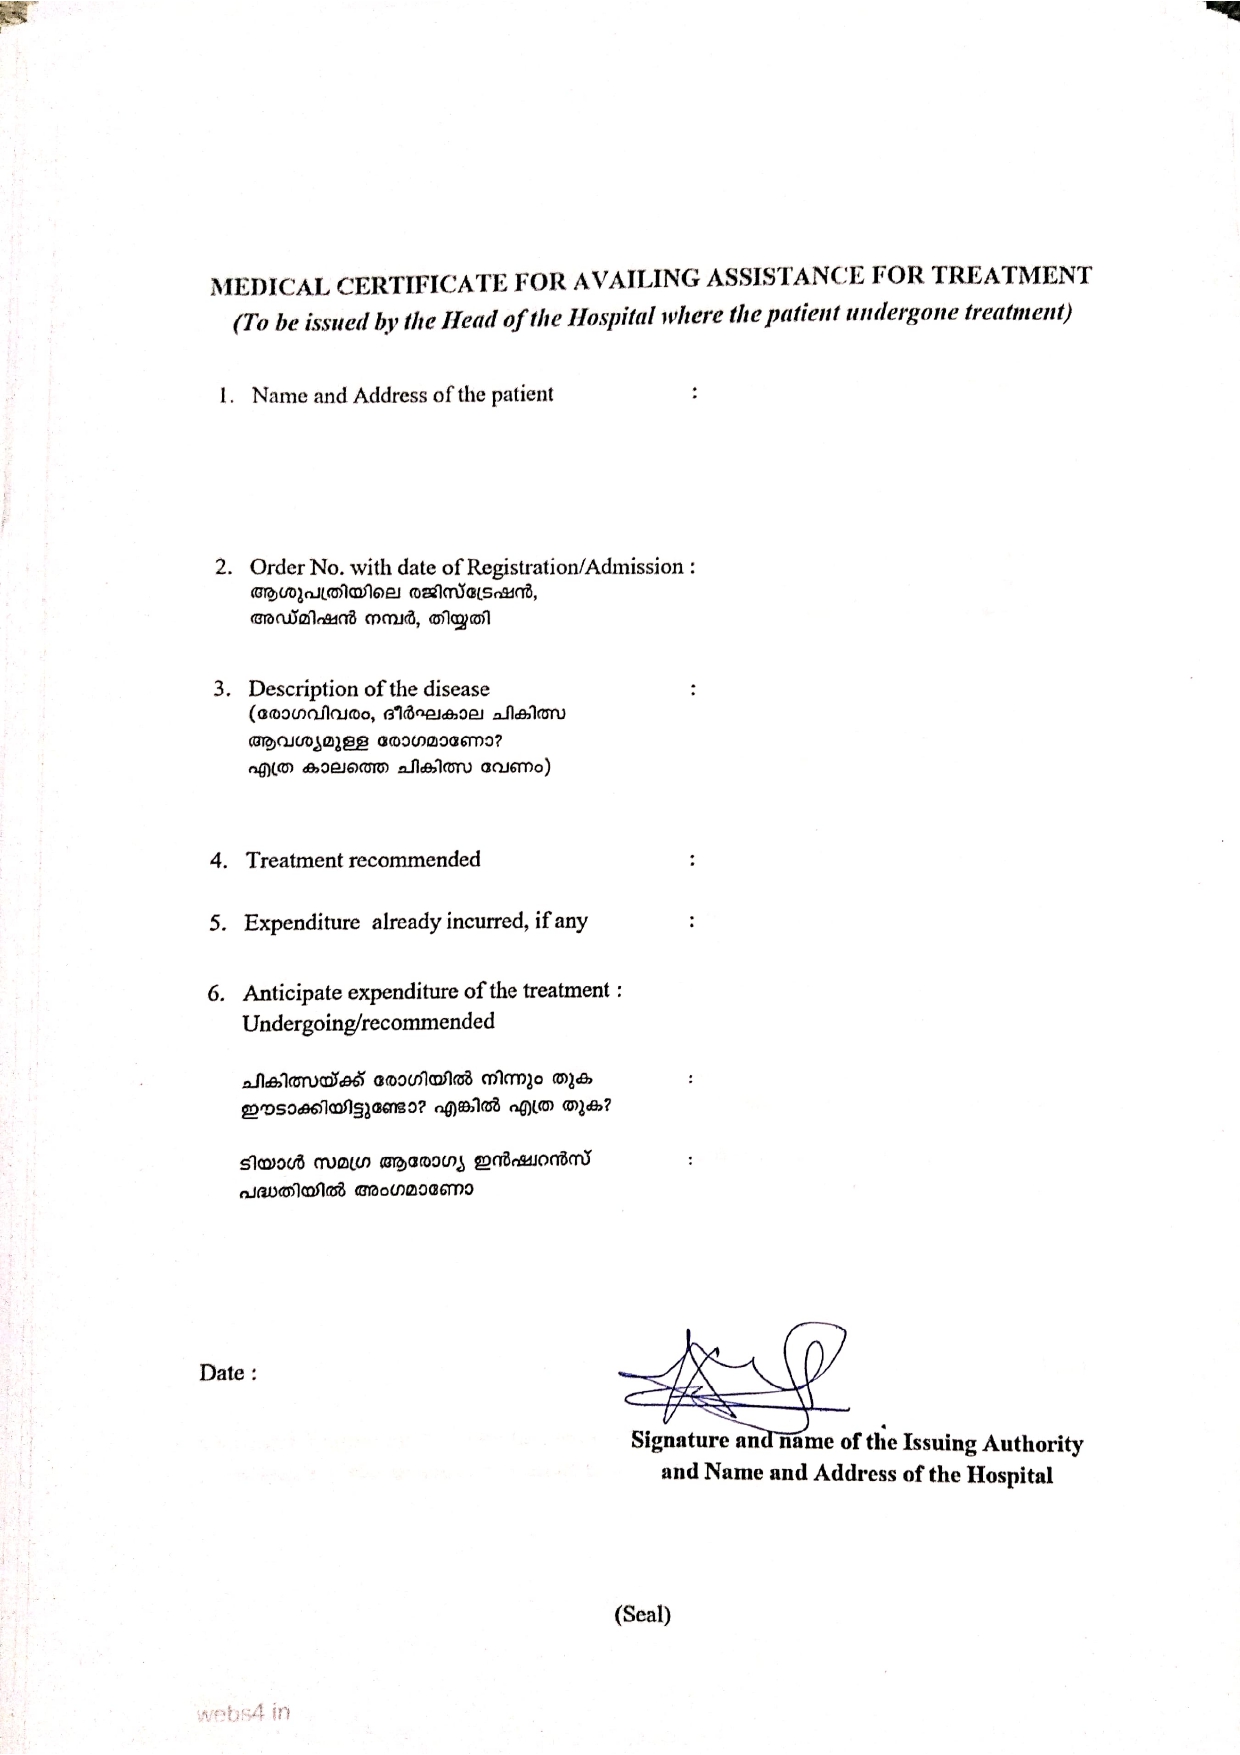 MEDICAL CERTIFICATE FOR AVAILING ASSISTANCE FOR TREATMENT
(To be issued by the Head of the Hospital where the patient undergone treatment)
1. Name and Address of the patient :
2. Order No. with date of Registration/Admission :
ആശുപത്രിയിലെ രജിസ്ട്രേഷൻ,
അഡ്മിഷൻ നമ്പർ, തിയ്യതി
3. Description of the disease :
(രോഗവിവരം, ദീർഘകാല ചികിത്സ
ആവശ്യമുള്ള രോഗമാണോ?
എത്ര കാലത്തെ ചികിത്സ വേണം)
4. Treatment recommended :
5. Expenditure already incurred, if any :
6. Anticipate expenditure of the treatment :
Undergoing/recommended
ചികിത്സയ്ക്ക് രോഗിയിൽ നിന്നും തുക :
ഈടാക്കിയിട്ടുണ്ടോ? എങ്കിൽ എത്ര തുക?
ടിയാൾ സമഗ്ര ആരോഗ്യ ഇൻഷുറൻസ് :
പദ്ധതിയിൽ അംഗമാണോ
Date :
Signature and name of the Issuing Authority
and Name and Address of the Hospital
(Seal)
webs4 in